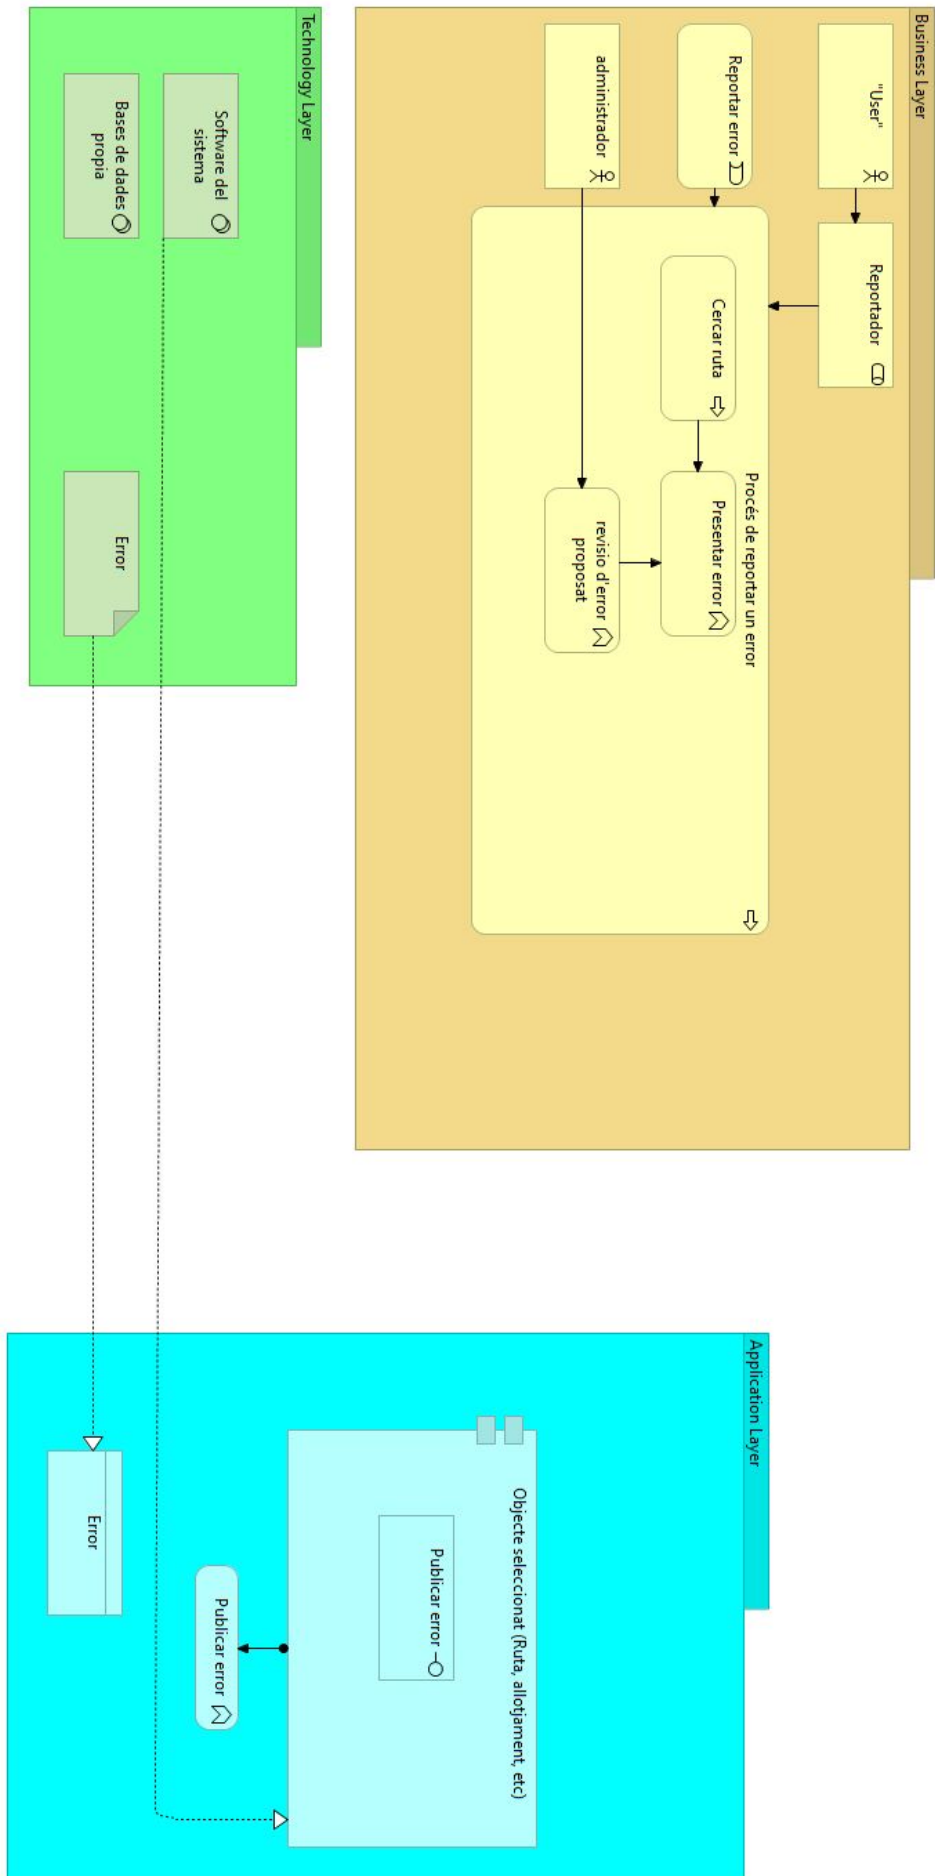 Business Layer
"User"
Reportador
Reportar error
administrador
Procés de reportar un error
Cercar ruta
Presentar error
revisio d'error
proposat
Technology Layer
Software del
sistema
Bases de dades
propia
Error
Application Layer
Objecte seleccionat (Ruta, allotjament, etc)
Publicar error
Publicar error
Error